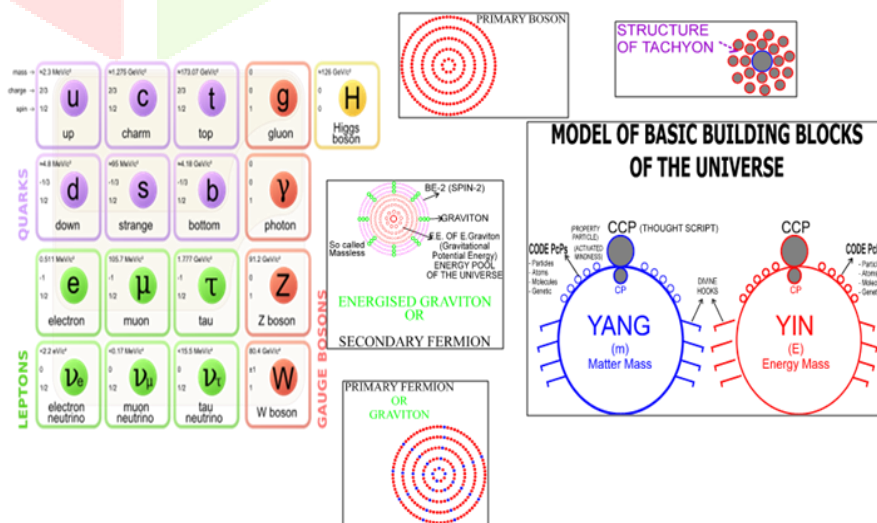 mass → ≈2.3 MeV/c² ≈1.275 GeV/c² ≈173.07 GeV/c² 0 ≈126 GeV/c²
charge → 2/3 2/3 2/3 0 0
spin → 1/2 1/2 1/2 1 0
u c t g H
up charm top gluon Higgs boson
QUARKS
≈4.8 MeV/c² ≈95 MeV/c² ≈4.18 GeV/c² 0
-1/3 -1/3 -1/3 0
1/2 1/2 1/2 1
d s b γ
down strange bottom photon
0.511 MeV/c² 105.7 MeV/c² 1.777 GeV/c² 91.2 GeV/c²
-1 -1 -1 0
1/2 1/2 1/2 1
e μ τ Z
electron muon tau Z boson
LEPTONS
<2.2 eV/c² <0.17 MeV/c² <15.5 MeV/c² 80.4 GeV/c²
0 0 0 ±1
1/2 1/2 1/2 1
νe νμ ντ W
electron neutrino muon neutrino tau neutrino W boson
GAUGE BOSONS
PRIMARY BOSON
STRUCTURE
OF TACHYON
BE-2 (SPIN-2)
GRAVITON
So called
Massless
F.E. OF E.Graviton
(Gravitational
Potential Energy)
ENERGY POOL
OF THE UNIVERSE
ENERGISED GRAVITON
OR
SECONDARY FERMION
PRIMARY FERMION
OR
GRAVITON
MODEL OF BASIC BUILDING BLOCKS
OF THE UNIVERSE
(PROPERTY
PARTICLE)
CCP (THOUGHT SCRIPT)
(ACTIVATED
MINDNESS)
CODE PcPs
- Particles
- Atoms
- Molecules
- Genetic
CP
DIVINE
HOOKS
YANG
(m)
Matter Mass
CCP
CODE Pc
- Particles
- Atoms
- Genetic
CP
YIN
(E)
Energy Mass